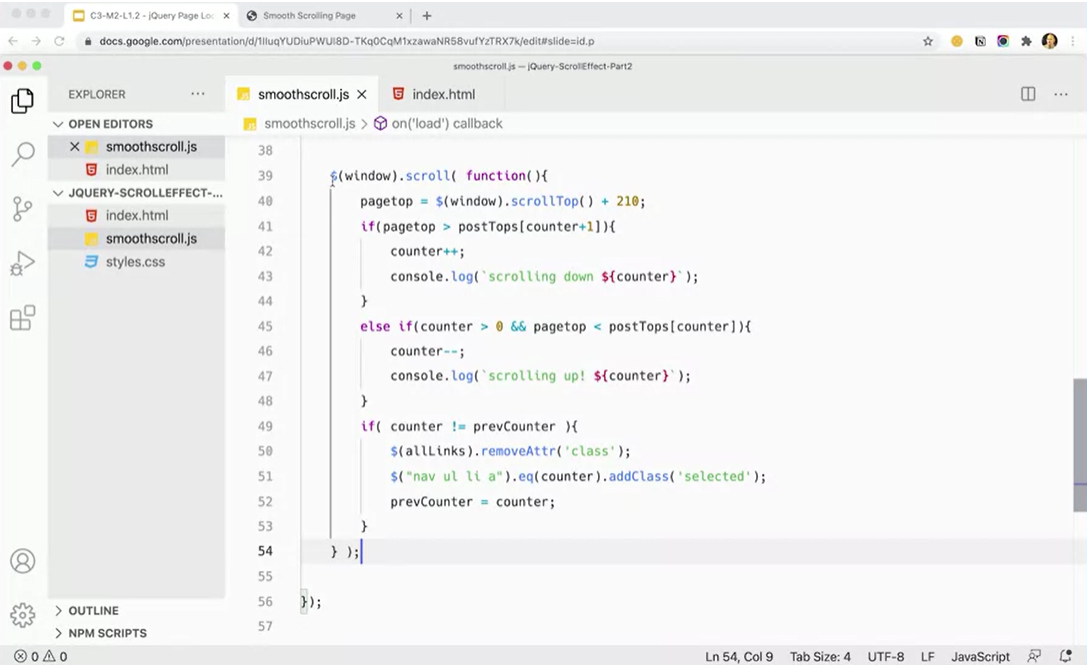 C3-M2-L1.2 - jQuery Page Loc
Smooth Scrolling Page
docs.google.com/presentation/d/1IluqYUDiuPWUI8D-TKq0CqM1xzawaNR58vufYzTRX7k/edit#slide=id.p
smoothscroll.js — jQuery-ScrollEffect-Part2
EXPLORER
smoothscroll.js
index.html
OPEN EDITORS
smoothscroll.js > on('load') callback
smoothscroll.js
index.html
JQUERY-SCROLLEFFECT-...
index.html
smoothscroll.js
styles.css
38
39 $(window).scroll( function(){
40 pagetop = $(window).scrollTop() + 210;
41 if(pagetop > postTops[counter+1]){
42 counter++;
43 console.log(`scrolling down ${counter}`);
44 }
45 else if(counter > 0 && pagetop < postTops[counter]){
46 counter--;
47 console.log(`scrolling up! ${counter}`);
48 }
49 if( counter != prevCounter ){
50 $(allLinks).removeAttr('class');
51 $("nav ul li a").eq(counter).addClass('selected');
52 prevCounter = counter;
53 }
54 } );
55
56 });
57
OUTLINE
NPM SCRIPTS
0 0 Ln 54, Col 9 Tab Size: 4 UTF-8 LF JavaScript